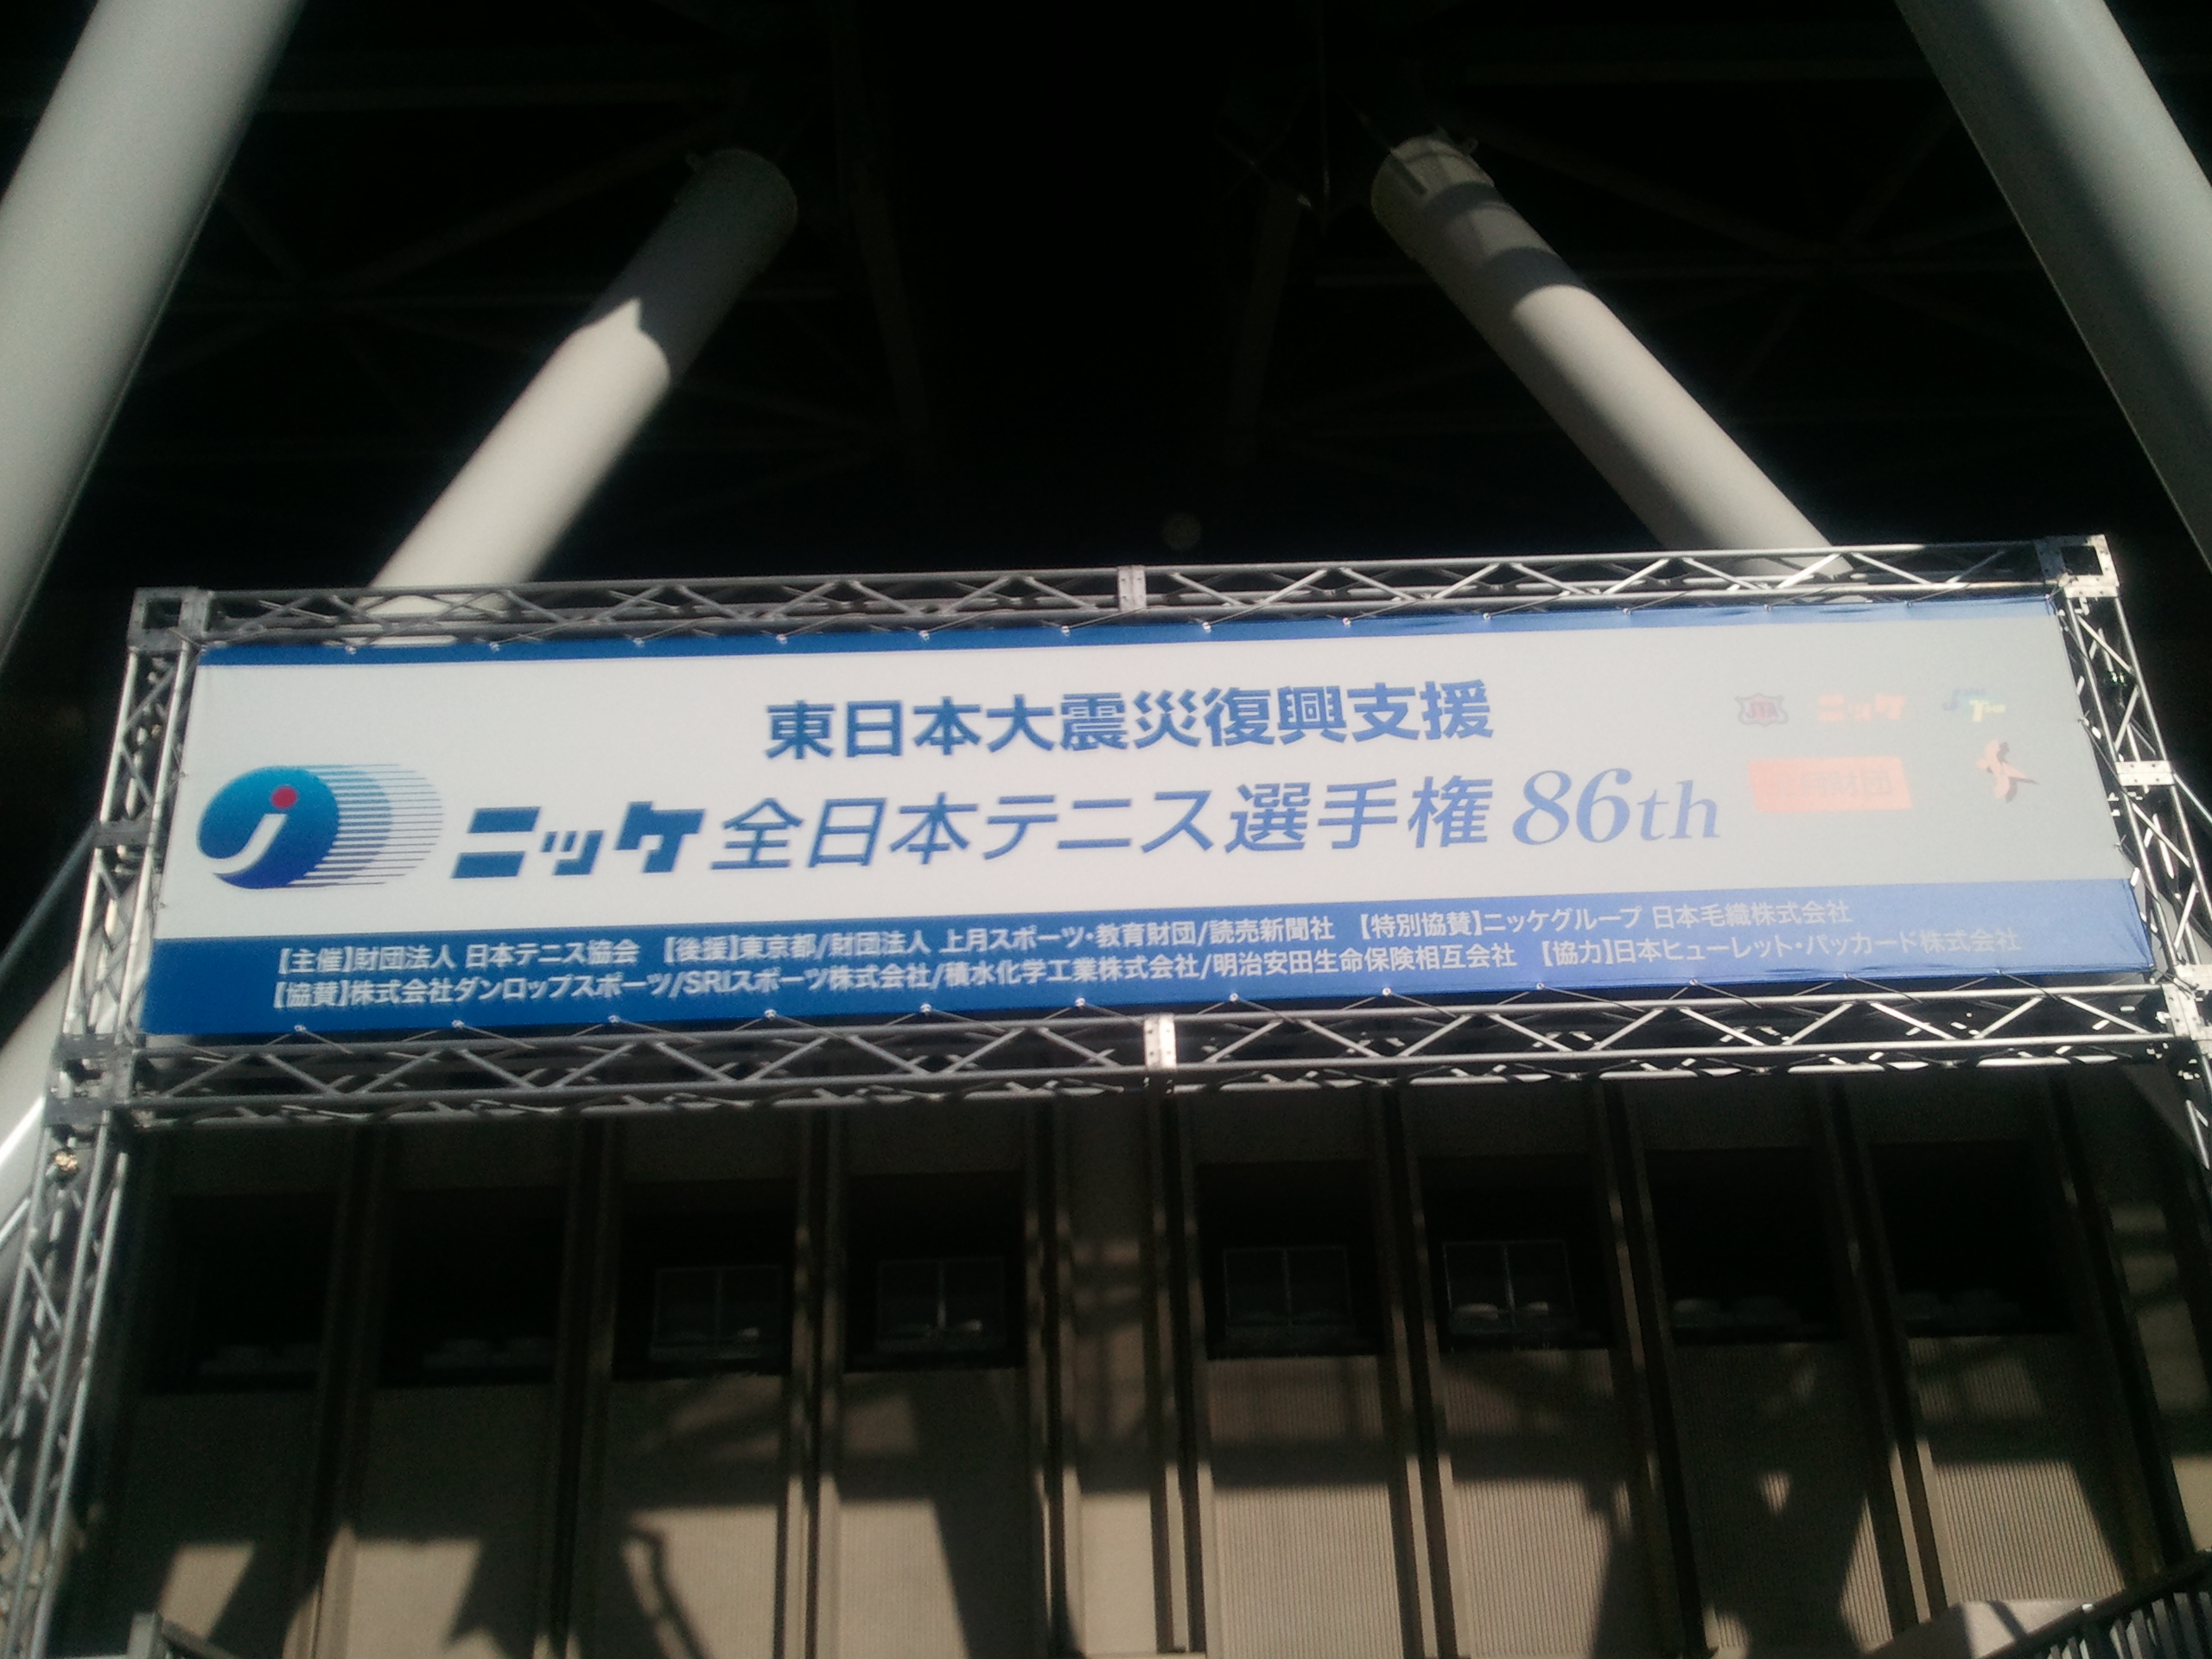 東日本大震災復興支援
ニッケ 全日本テニス選手権 86th
JTA ニッケ
財団
【主催】財団法人 日本テニス協会 【後援】東京都/財団法人 上月スポーツ・教育財団/読売新聞社 【特別協賛】ニッケグループ 日本毛織株式会社
【協賛】株式会社ダンロップスポーツ/SRIスポーツ株式会社/積水化学工業株式会社/明治安田生命保険相互会社 【協力】日本ヒューレット・パッカード株式会社